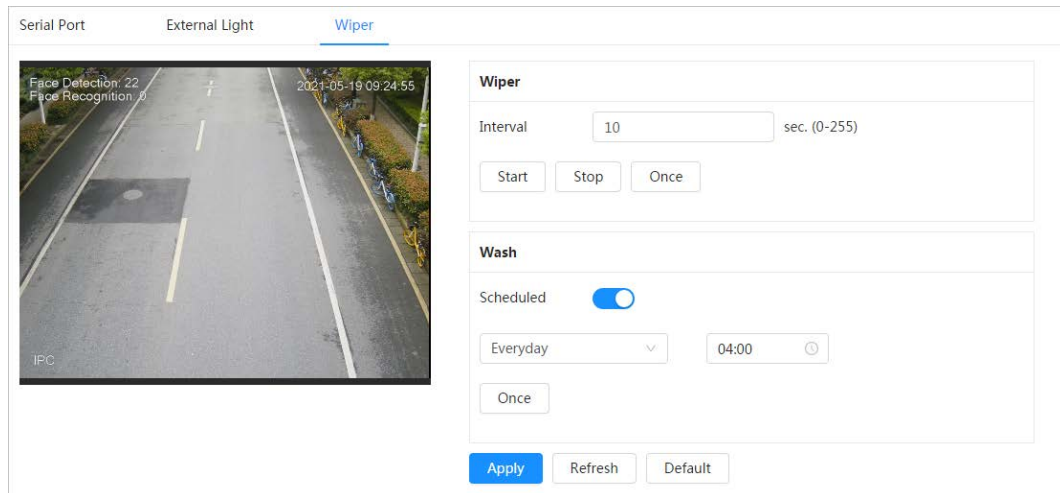 Serial Port External Light Wiper
Face Detection: 22
Face Recognition: 0
2021-05-19 09:24:55
IPC
Wiper
Interval 10 sec. (0-255)
Start Stop Once
Wash
Scheduled
Everyday 04:00
Once
Apply Refresh Default